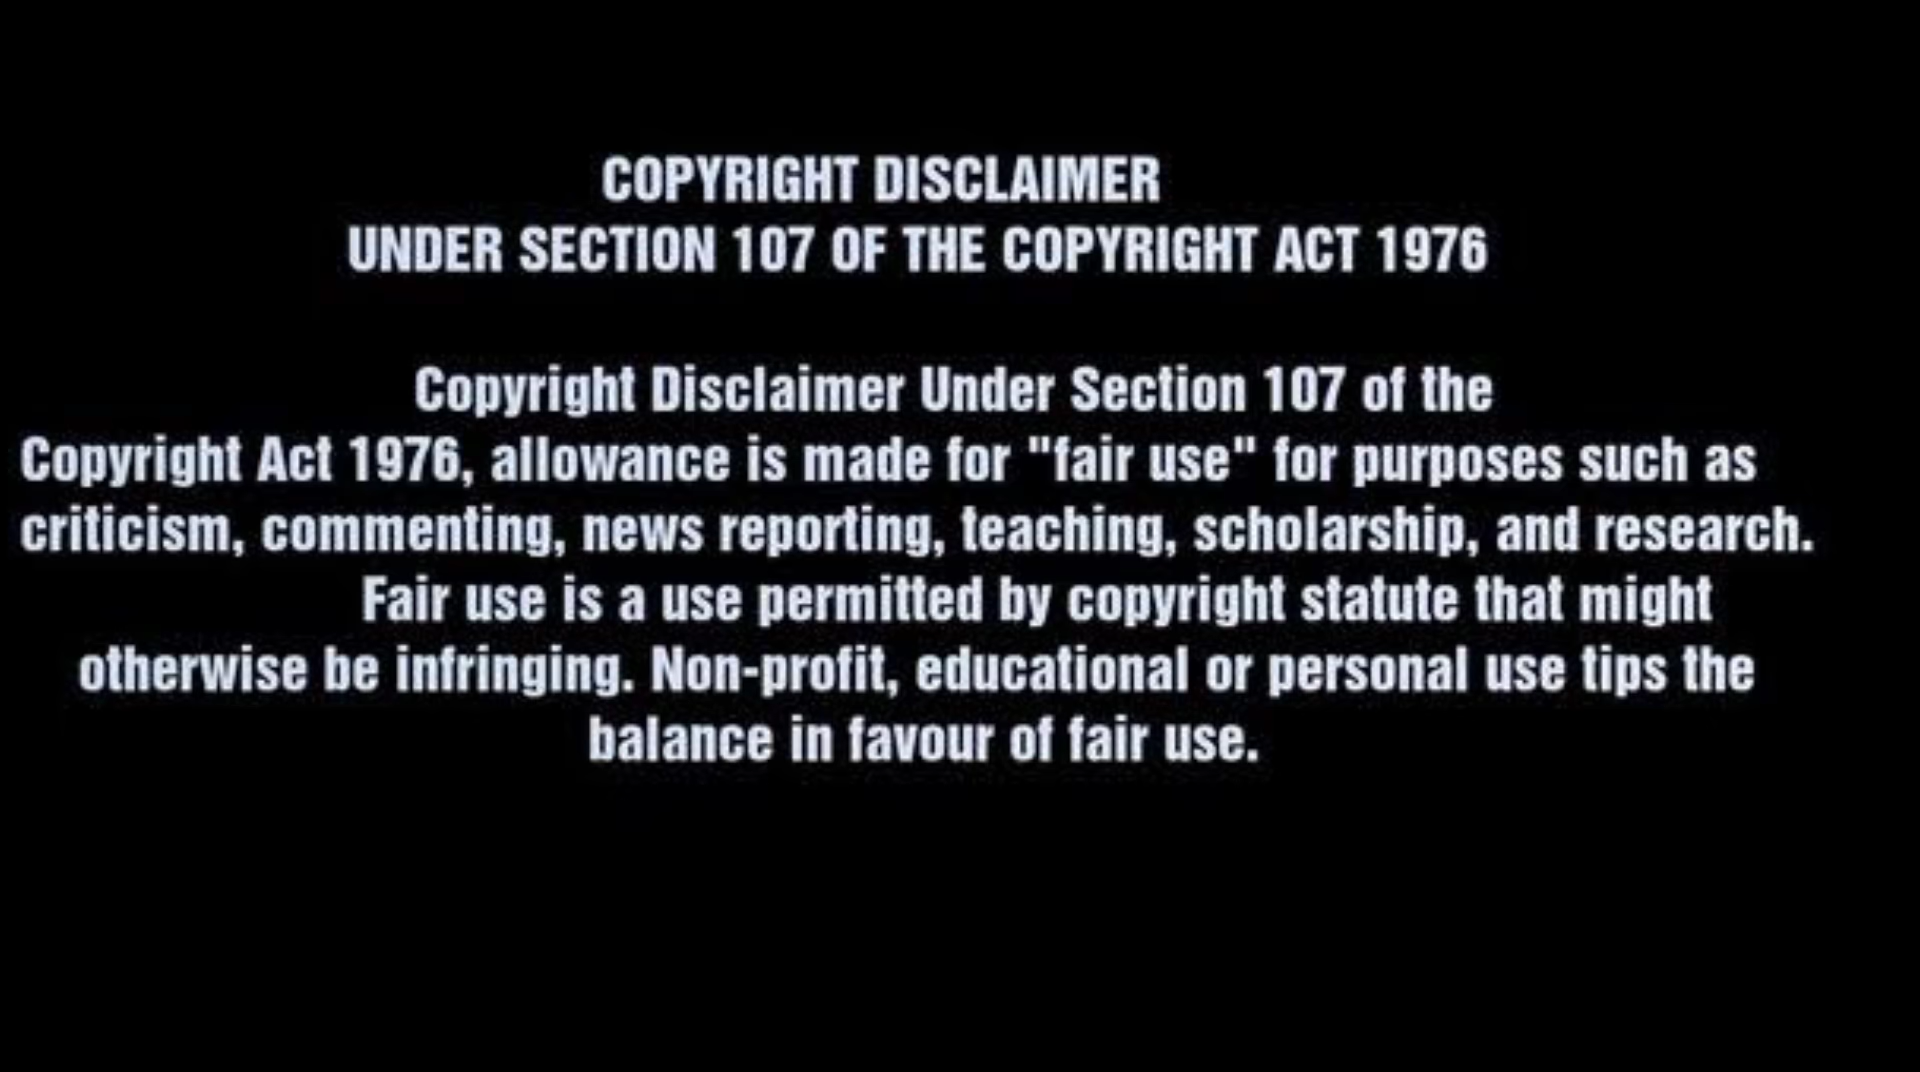 COPYRIGHT DISCLAIMER
UNDER SECTION 107 OF THE COPYRIGHT ACT 1976
Copyright Disclaimer Under Section 107 of the
Copyright Act 1976, allowance is made for "fair use" for purposes such as
criticism, commenting, news reporting, teaching, scholarship, and research.
Fair use is a use permitted by copyright statute that might
otherwise be infringing. Non-profit, educational or personal use tips the
balance in favour of fair use.